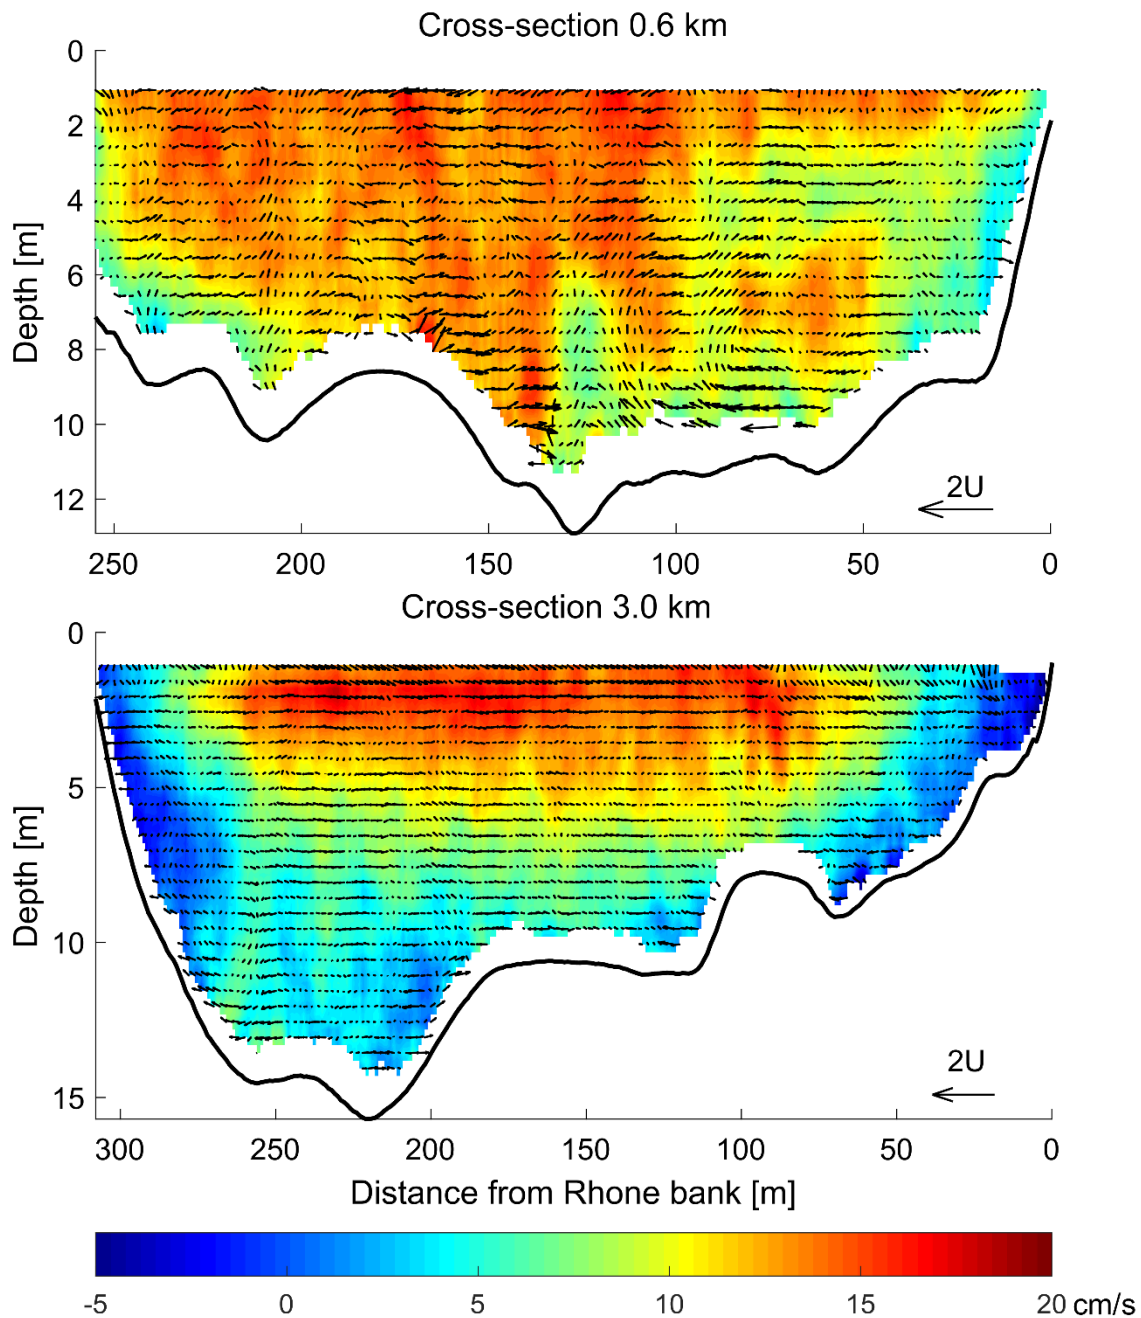 Cross-section 0.6 km
0
2
4
6
8
10
12
Depth [m]
2U
250 200 150 100 50 0
Cross-section 3.0 km
0
5
10
15
Depth [m]
2U
300 250 200 150 100 50 0
Distance from Rhone bank [m]
-5 0 5 10 15 20 cm/s